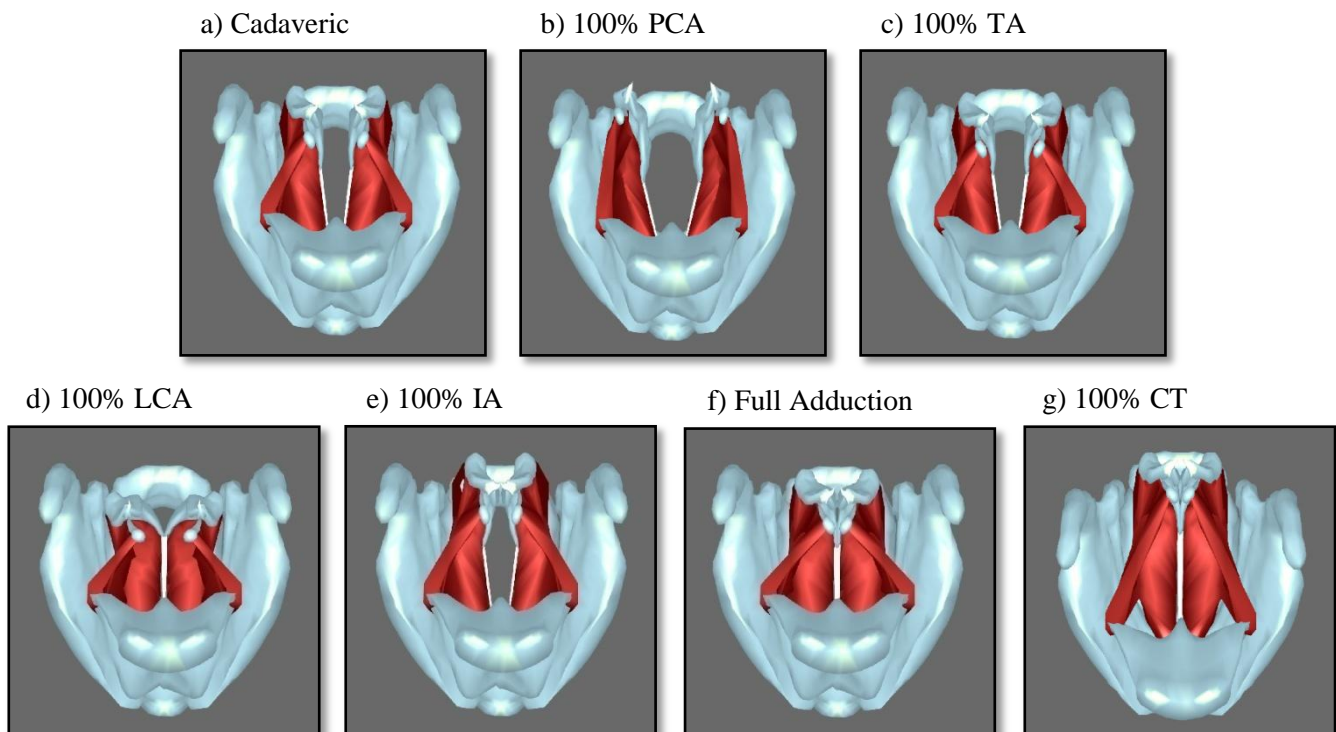 a) Cadaveric
b) 100% PCA
c) 100% TA
d) 100% LCA
e) 100% IA
f) Full Adduction
g) 100% CT